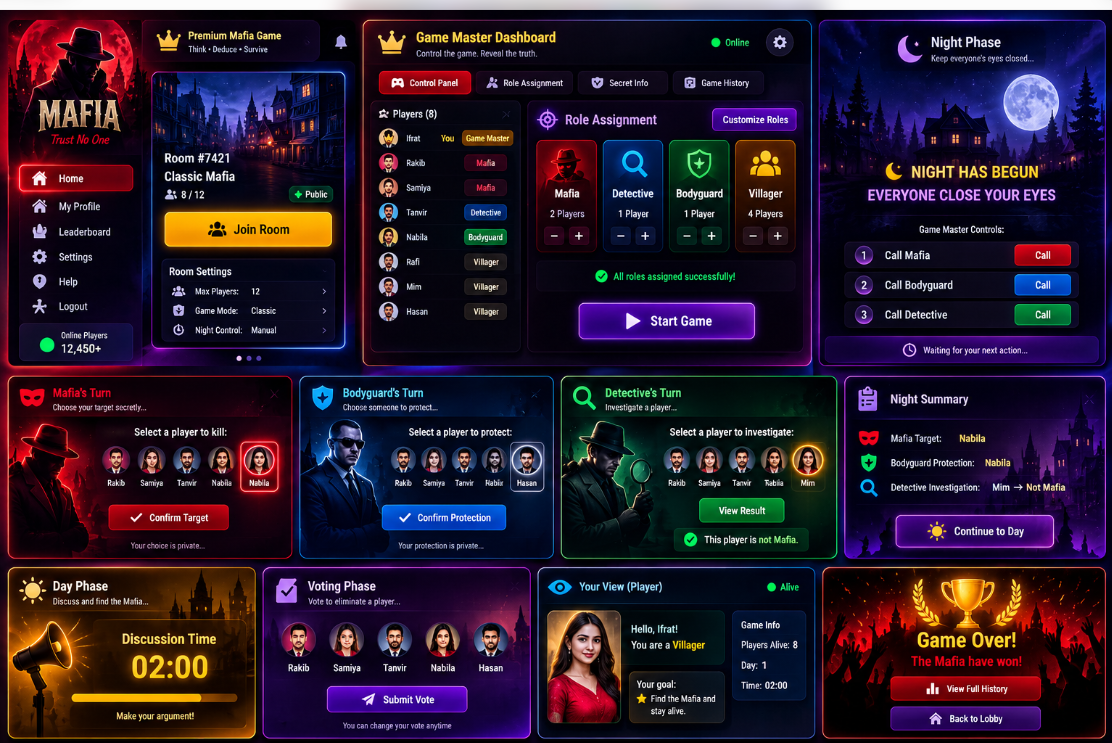 MAFIA
Trust No One
Home
My Profile
Leaderboard
Settings
Help
Logout
Online Players
12,450+
Premium Mafia Game
Think • Deduce • Survive
Room #7421
Classic Mafia
8 / 12
Public
Join Room
Room Settings
Max Players: 12
Game Mode: Classic
Night Control: Manual
Game Master Dashboard
Control the game. Reveal the truth.
Online
Control Panel
Role Assignment
Secret Info
Game History
Players (8)
Ifrat You Game Master
Rakib Mafia
Samiya Mafia
Tanvir Detective
Nabila Bodyguard
Rafi Villager
Mim Villager
Hasan Villager
Role Assignment
Customize Roles
Mafia
2 Players
− +
Detective
1 Player
− +
Bodyguard
1 Player
− +
Villager
4 Players
− +
All roles assigned successfully!
Start Game
Night Phase
Keep everyone's eyes closed...
NIGHT HAS BEGUN
EVERYONE CLOSE YOUR EYES
Game Master Controls:
1 Call Mafia Call
2 Call Bodyguard Call
3 Call Detective Call
Waiting for your next action...
Mafia's Turn
Choose your target secretly...
Select a player to kill:
Rakib Samiya Tanvir Nabila Nabila
Confirm Target
Your choice is private...
Bodyguard's Turn
Choose someone to protect...
Select a player to protect:
Rakib Samiya Tanvir Nabiir Hasan
Confirm Protection
Your protection is private...
Detective's Turn
Investigate a player...
Select a player to investigate:
Rakib Samiya Tanvir Tabiila Mim
View Result
This player is not Mafia.
Night Summary
Mafia Target: Nabila
Bodyguard Protection: Nabila
Detective Investigation: Mim → Not Mafia
Continue to Day
Day Phase
Discuss and find the Mafia...
Discussion Time
02:00
Make your argument!
Voting Phase
Vote to eliminate a player...
Rakib Samiya Tanvir Nabila Hasan
Submit Vote
You can change your vote anytime
Your View (Player)
Alive
Hello, Ifrat!
You are a Villager
Your goal:
Find the Mafia and
stay alive.
Game Info
Players Alive: 8
Day: 1
Time: 02:00
Game Over!
The Mafia have won!
View Full History
Back to Lobby